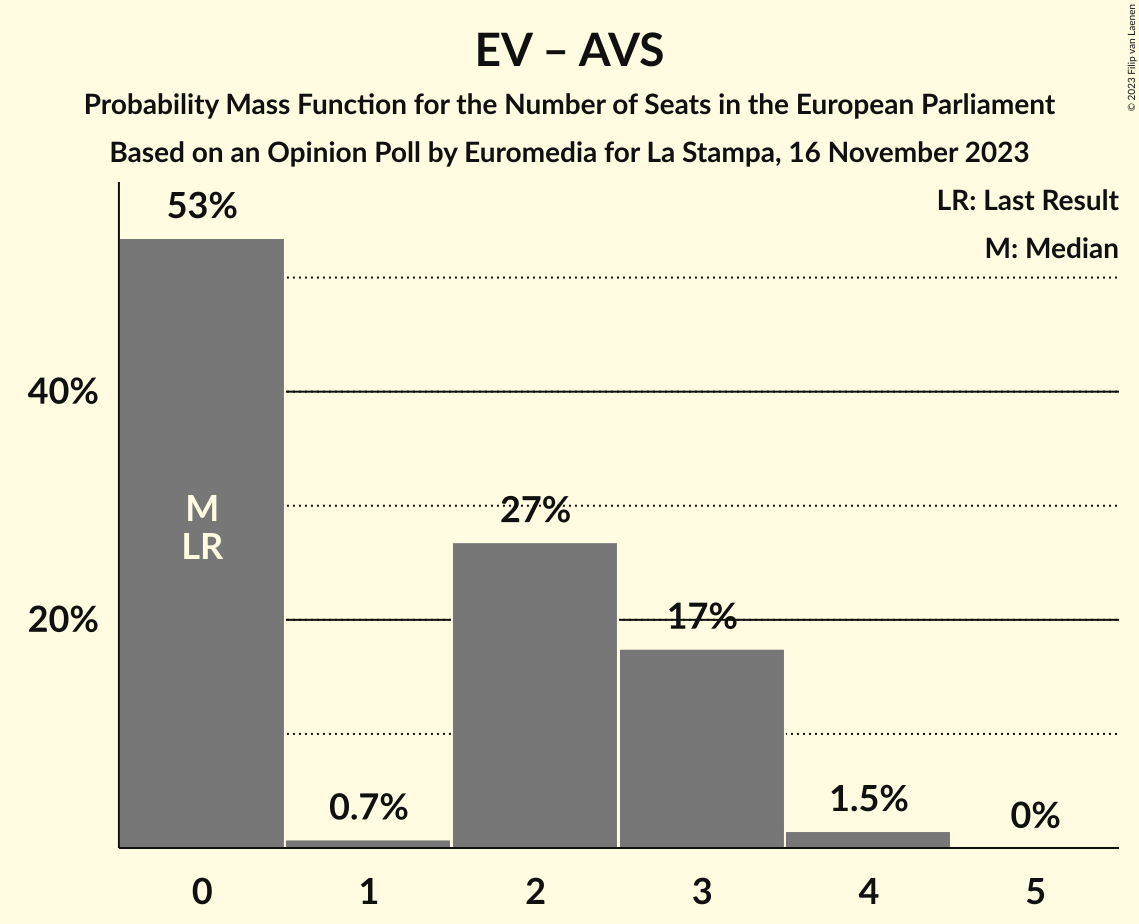 EV – AVS
Probability Mass Function for the Number of Seats in the European Parliament
Based on an Opinion Poll by Euromedia for La Stampa, 16 November 2023
© 2023 Filip van Laenen
LR: Last Result
M: Median
53%
40%
20%
M
LR
27%
17%
0.7%
1.5%
0%
0 1 2 3 4 5